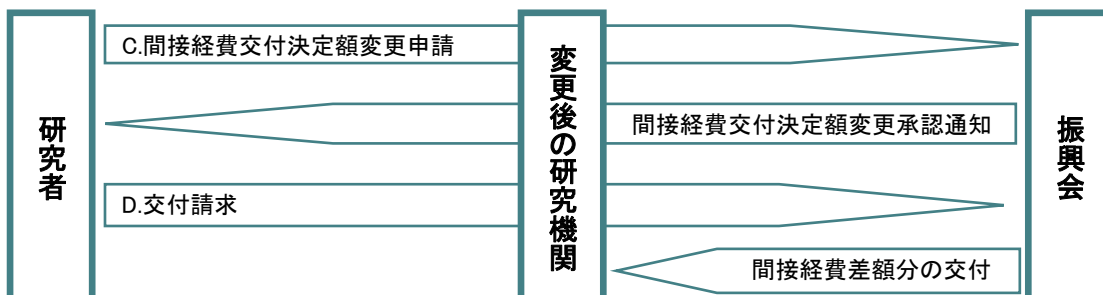 研究者
C.間接経費交付決定額変更申請
変更後の研究機関
間接経費交付決定額変更承認通知
D.交付請求
間接経費差額分の交付
振興会